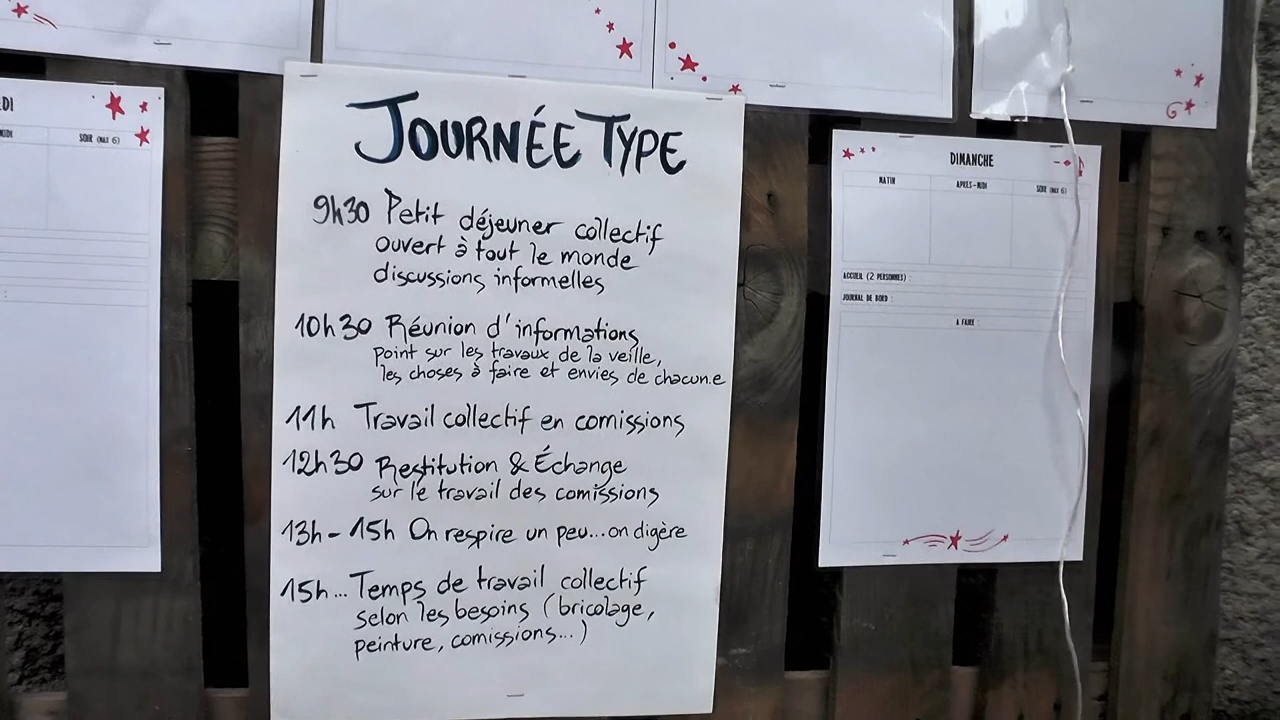 DI
MIDI
SOIR (MAX 6)
JOURNÉE TYPE
9h30 Petit déjeuner collectif
ouvert à tout le monde
discussions informelles
10h30 Réunion d'informations
point sur les travaux de la veille,
les choses à faire et envies de chacun.e
11h Travail collectif en comissions
12h30 Restitution & Échange
sur le travail des comissions
13h - 15h On respire un peu... on digère
15h... Temps de travail collectif
selon les besoins (bricolage,
peinture, comissions...)
DIMANCHE
MATIN APRÈS-MIDI SOIR (MAX 6)
ACCUEIL (2 PERSONNES) :
JOURNAL DE BORD :
A FAIRE :